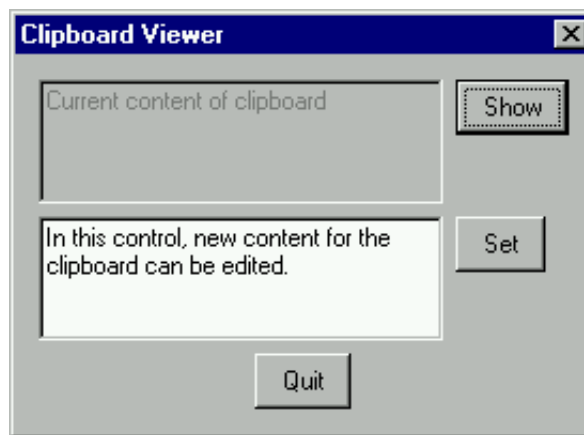 Clipboard Viewer
Current content of clipboard
Show
In this control, new content for the
clipboard can be edited.
Set
Quit